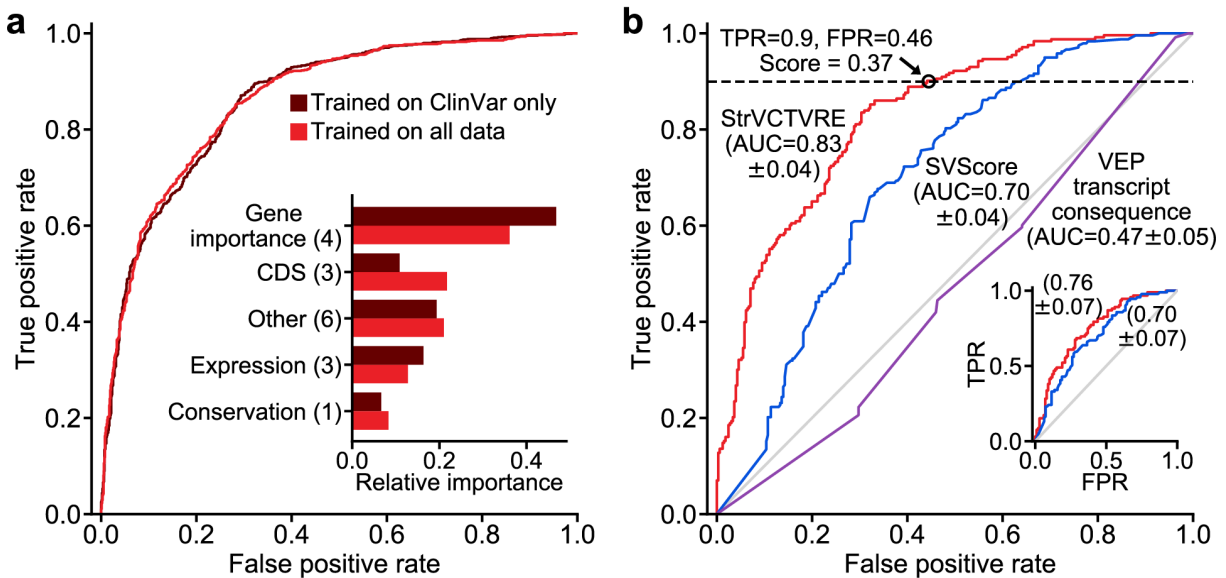 a
1.0
0.8
0.6
0.4
0.2
0.0
True positive rate
0.0
0.2
0.4
0.6
0.8
1.0
False positive rate
Trained on ClinVar only
Trained on all data
Gene
importance (4)
CDS (3)
Other (6)
Expression (3)
Conservation (1)
0.0
0.2
0.4
Relative importance
b
1.0
0.8
0.6
0.4
0.2
0.0
True positive rate
0.0
0.2
0.4
0.6
0.8
1.0
False positive rate
TPR=0.9, FPR=0.46
Score = 0.37
StrVCTVRE
(AUC=0.83
±0.04)
SVScore
(AUC=0.70
±0.04)
VEP
transcript
consequence
(AUC=0.47±0.05)
1.0
0.5
1.0
TPR
(0.76
±0.07)
(0.70
±0.07)
0.0
0.5
1.0
FPR